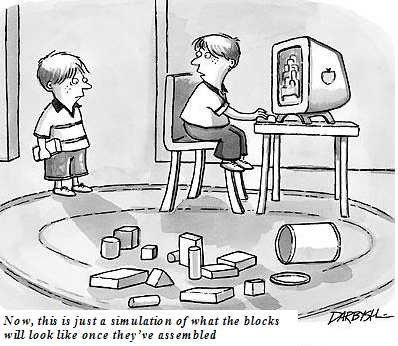 DARBYSH
Now, this is just a simulation of what the blocks
will look like once they've assembled